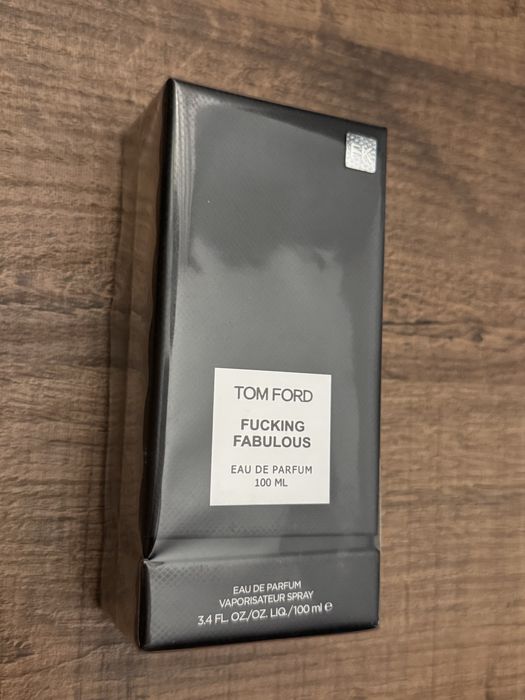 FK
TOM FORD
FUCKING
FABULOUS
EAU DE PARFUM
100 ML
EAU DE PARFUM
VAPORISATEUR SPRAY
3.4 FL. OZ./OZ. LIQ./100 ml e